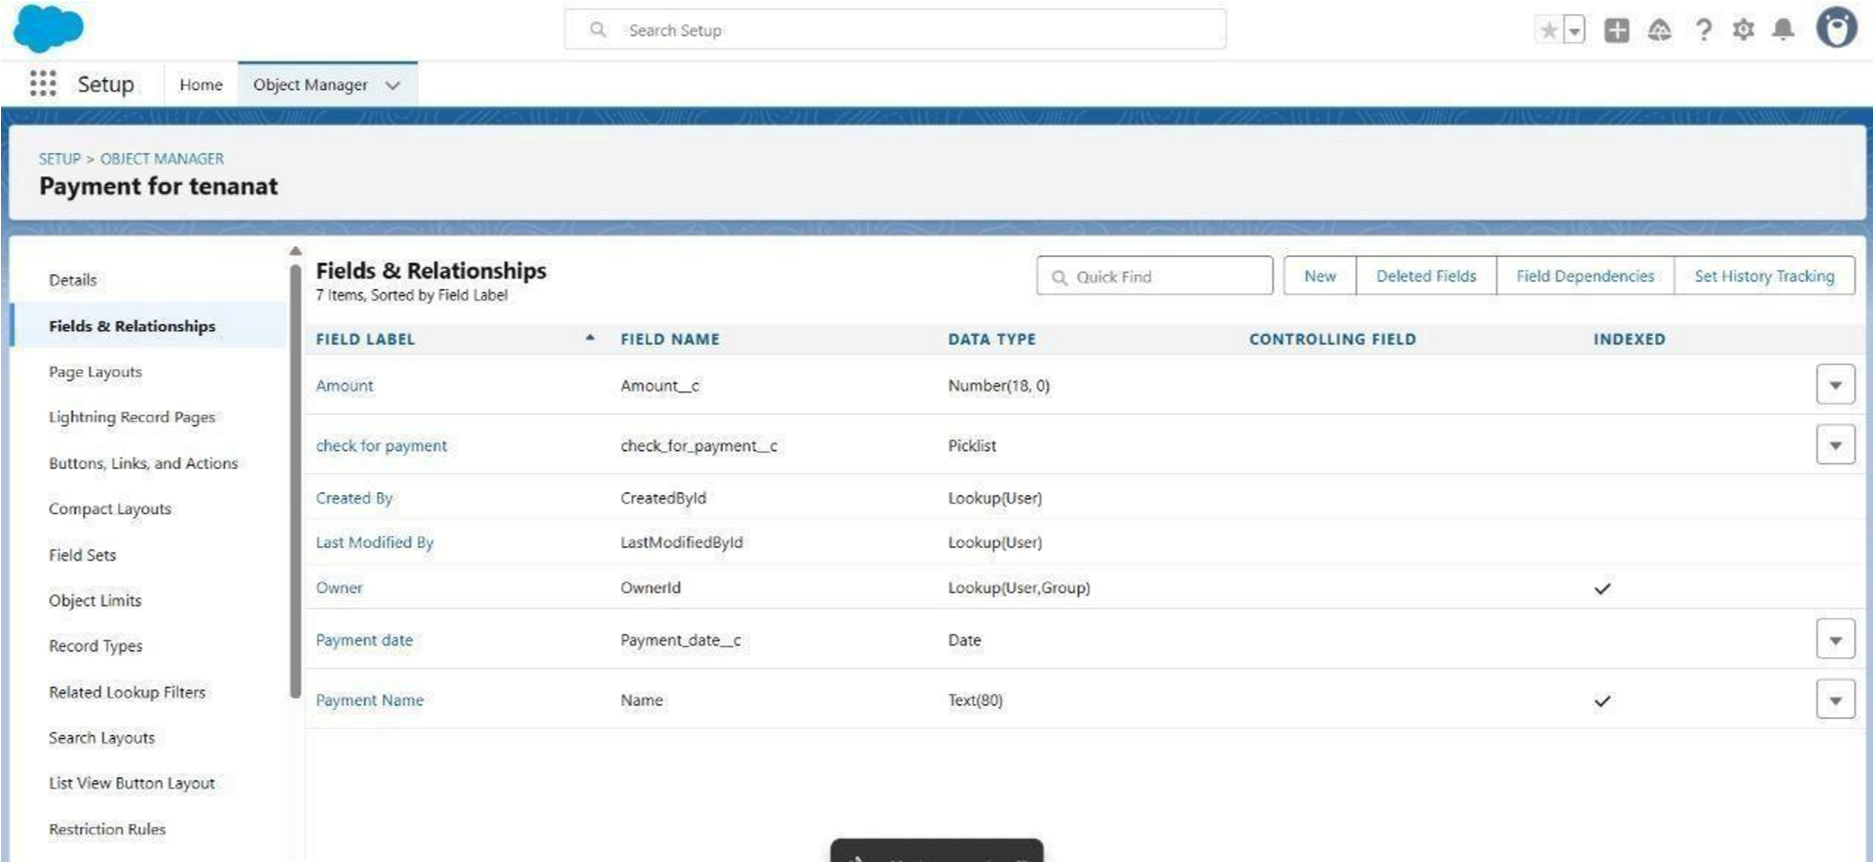 Search Setup
Setup
Home
Object Manager
SETUP > OBJECT MANAGER
Payment for tenanat
Details
Fields & Relationships
Page Layouts
Lightning Record Pages
Buttons, Links, and Actions
Compact Layouts
Field Sets
Object Limits
Record Types
Related Lookup Filters
Search Layouts
List View Button Layout
Restriction Rules
Fields & Relationships
7 Items, Sorted by Field Label
Quick Find
New
Deleted Fields
Field Dependencies
Set History Tracking
FIELD LABEL FIELD NAME DATA TYPE CONTROLLING FIELD INDEXED
Amount Amount__c Number(18, 0)
check for payment check_for_payment__c Picklist
Created By CreatedById Lookup(User)
Last Modified By LastModifiedById Lookup(User)
Owner OwnerId Lookup(User,Group)
Payment date Payment_date__c Date
Payment Name Name Text(80)